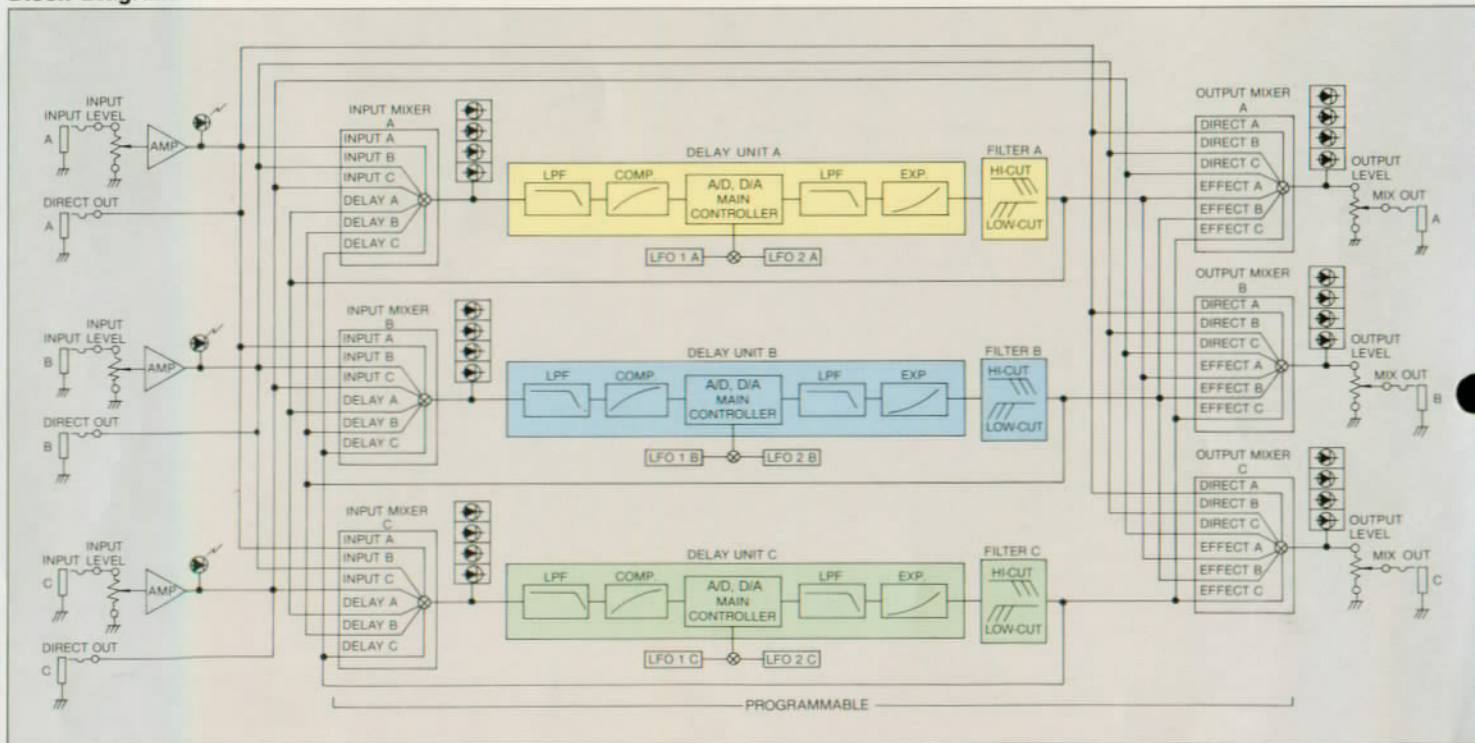 INPUT
INPUT LEVEL
A
AMP
DIRECT OUT
A
INPUT MIXER
A
INPUT A
INPUT B
INPUT C
DELAY A
DELAY B
DELAY C
DELAY UNIT A
LPF
COMP.
A/D, D/A
MAIN
CONTROLLER
LPF
EXP.
LFO 1 A
LFO 2 A
FILTER A
HI-CUT
LOW-CUT
OUTPUT MIXER
A
DIRECT A
DIRECT B
DIRECT C
EFFECT A
EFFECT B
EFFECT C
OUTPUT
LEVEL
MIX OUT
A
INPUT
INPUT LEVEL
B
AMP
DIRECT OUT
B
INPUT MIXER
B
INPUT A
INPUT B
INPUT C
DELAY A
DELAY B
DELAY C
DELAY UNIT B
LPF
COMP.
A/D, D/A
MAIN
CONTROLLER
LPF
EXP
LFO 1 B
LFO 2 B
FILTER B
HI-CUT
LOW-CUT
OUTPUT MIXER
B
DIRECT A
DIRECT B
DIRECT C
EFFECT A
EFFECT B
EFFECT C
OUTPUT
LEVEL
MIX OUT
B
INPUT
INPUT LEVEL
C
AMP
DIRECT OUT
C
INPUT MIXER
C
INPUT A
INPUT B
INPUT C
DELAY A
DELAY B
DELAY C
DELAY UNIT C
LPF
COMP.
A/D, D/A
MAIN
CONTROLLER
LPF
EXP.
LFO 1 C
LFO 2 C
FILTER C
HI-CUT
LOW-CUT
OUTPUT MIXER
C
DIRECT A
DIRECT B
DIRECT C
EFFECT A
EFFECT B
EFFECT C
OUTPUT
LEVEL
MIX OUT
C
PROGRAMMABLE